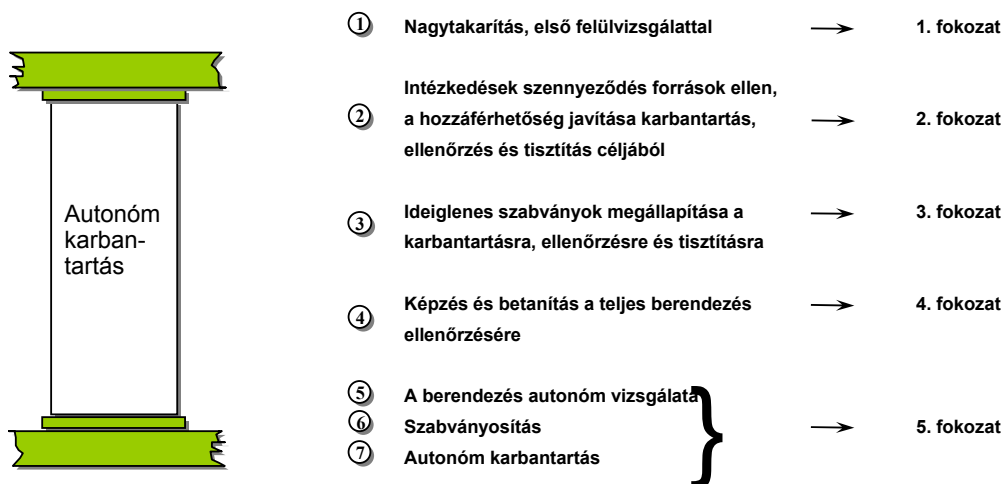 Autonóm
karban-
tartás
1 Nagytakarítás, első felülvizsgálattal 1. fokozat
Intézkedések szennyeződés források ellen,
2 a hozzáférhetőség javítása karbantartás, 2. fokozat
ellenőrzés és tisztítás céljából
Ideiglenes szabványok megállapítása a 3. fokozat
3 karbantartásra, ellenőrzésre és tisztításra
Képzés és betanítás a teljes berendezés 4. fokozat
4 ellenőrzésére
5 A berendezés autonóm vizsgálata
6 Szabványosítás 5. fokozat
7 Autonóm karbantartás